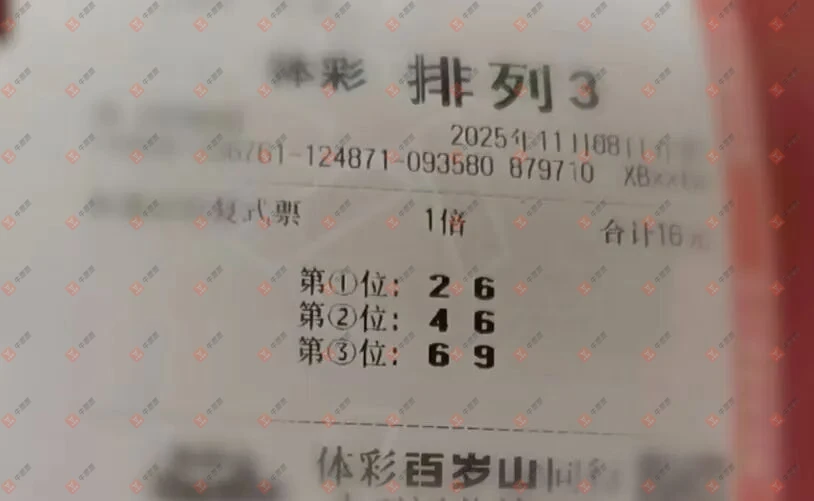 体彩 排列3
2025年11月08日
6761-124871-093580 879710 XB
复式票 1倍 合计16元
第①位: 2 6
第②位: 4 6
第③位: 6 9
体彩百岁山